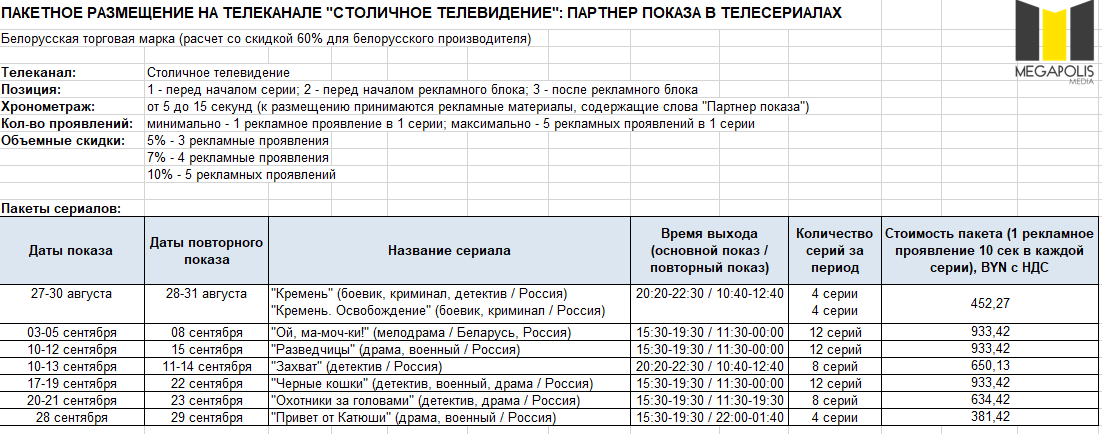 ПАКЕТНОЕ РАЗМЕЩЕНИЕ НА ТЕЛЕКАНАЛЕ "СТОЛИЧНОЕ ТЕЛЕВИДЕНИЕ": ПАРТНЕР ПОКАЗА В ТЕЛЕСЕРИАЛАХ
Белорусская торговая марка (расчет со скидкой 60% для белорусского производителя)
MEGAPOLIS
MEDIA
Телеканал: Столичное телевидение
Позиция: 1 - перед началом серии; 2 - перед началом рекламного блока; 3 - после рекламного блока
Хронометраж: от 5 до 15 секунд (к размещению принимаются рекламные материалы, содержащие слова "Партнер показа")
Кол-во проявлений: минимально - 1 рекламное проявление в 1 серии; максимально - 5 рекламных проявлений в 1 серии
Объемные скидки: 5% - 3 рекламные проявления
7% - 4 рекламные проявления
10% - 5 рекламных проявлений
Пакеты сериалов:
Даты показа | Даты повторного показа | Название сериала | Время выхода (основной показ / повторный показ) | Количество серий за период | Стоимость пакета (1 рекламное проявление 10 сек в каждой серии), BYN с НДС
27-30 августа 28-31 августа "Кремень" (боевик, криминал, детектив / Россия) 20:20-22:30 / 10:40-12:40 4 серии 452,27
"Кремень. Освобождение" (боевик, криминал / Россия) 4 серии
03-05 сентября 08 сентября "Ой, ма-моч-ки!" (мелодрама / Беларусь, Россия) 15:30-19:30 / 11:30-00:00 12 серий 933,42
10-12 сентября 15 сентября "Разведчицы" (драма, военный / Россия) 15:30-19:30 / 11:30-00:00 12 серий 933,42
10-13 сентября 11-14 сентября "Захват" (детектив / Россия) 20:20-22:30 / 10:40-12:40 8 серий 650,13
17-19 сентября 22 сентября "Черные кошки" (детектив, военный, драма / Россия) 15:30-19:30 / 11:30-00:00 12 серий 933,42
20-21 сентября 23 сентября "Охотники за головами" (детектив, драма / Россия) 15:30-19:30 / 11:30-19:30 8 серий 634,42
28 сентября 29 сентября "Привет от Катюши" (драма, военный / Россия) 15:30-19:30 / 22:00-01:40 4 серии 381,42